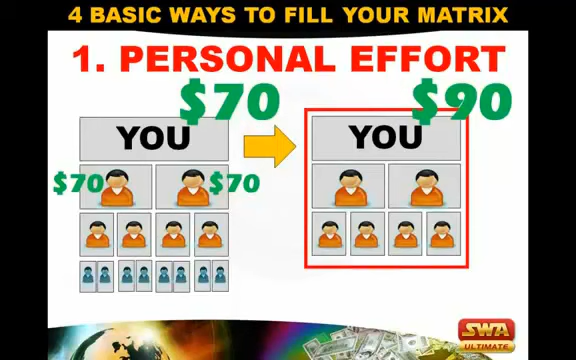 4 BASIC WAYS TO FILL YOUR MATRIX
1. PERSONAL EFFORT
$70
$90
YOU
YOU
$70
$70
SWA
ULTIMATE